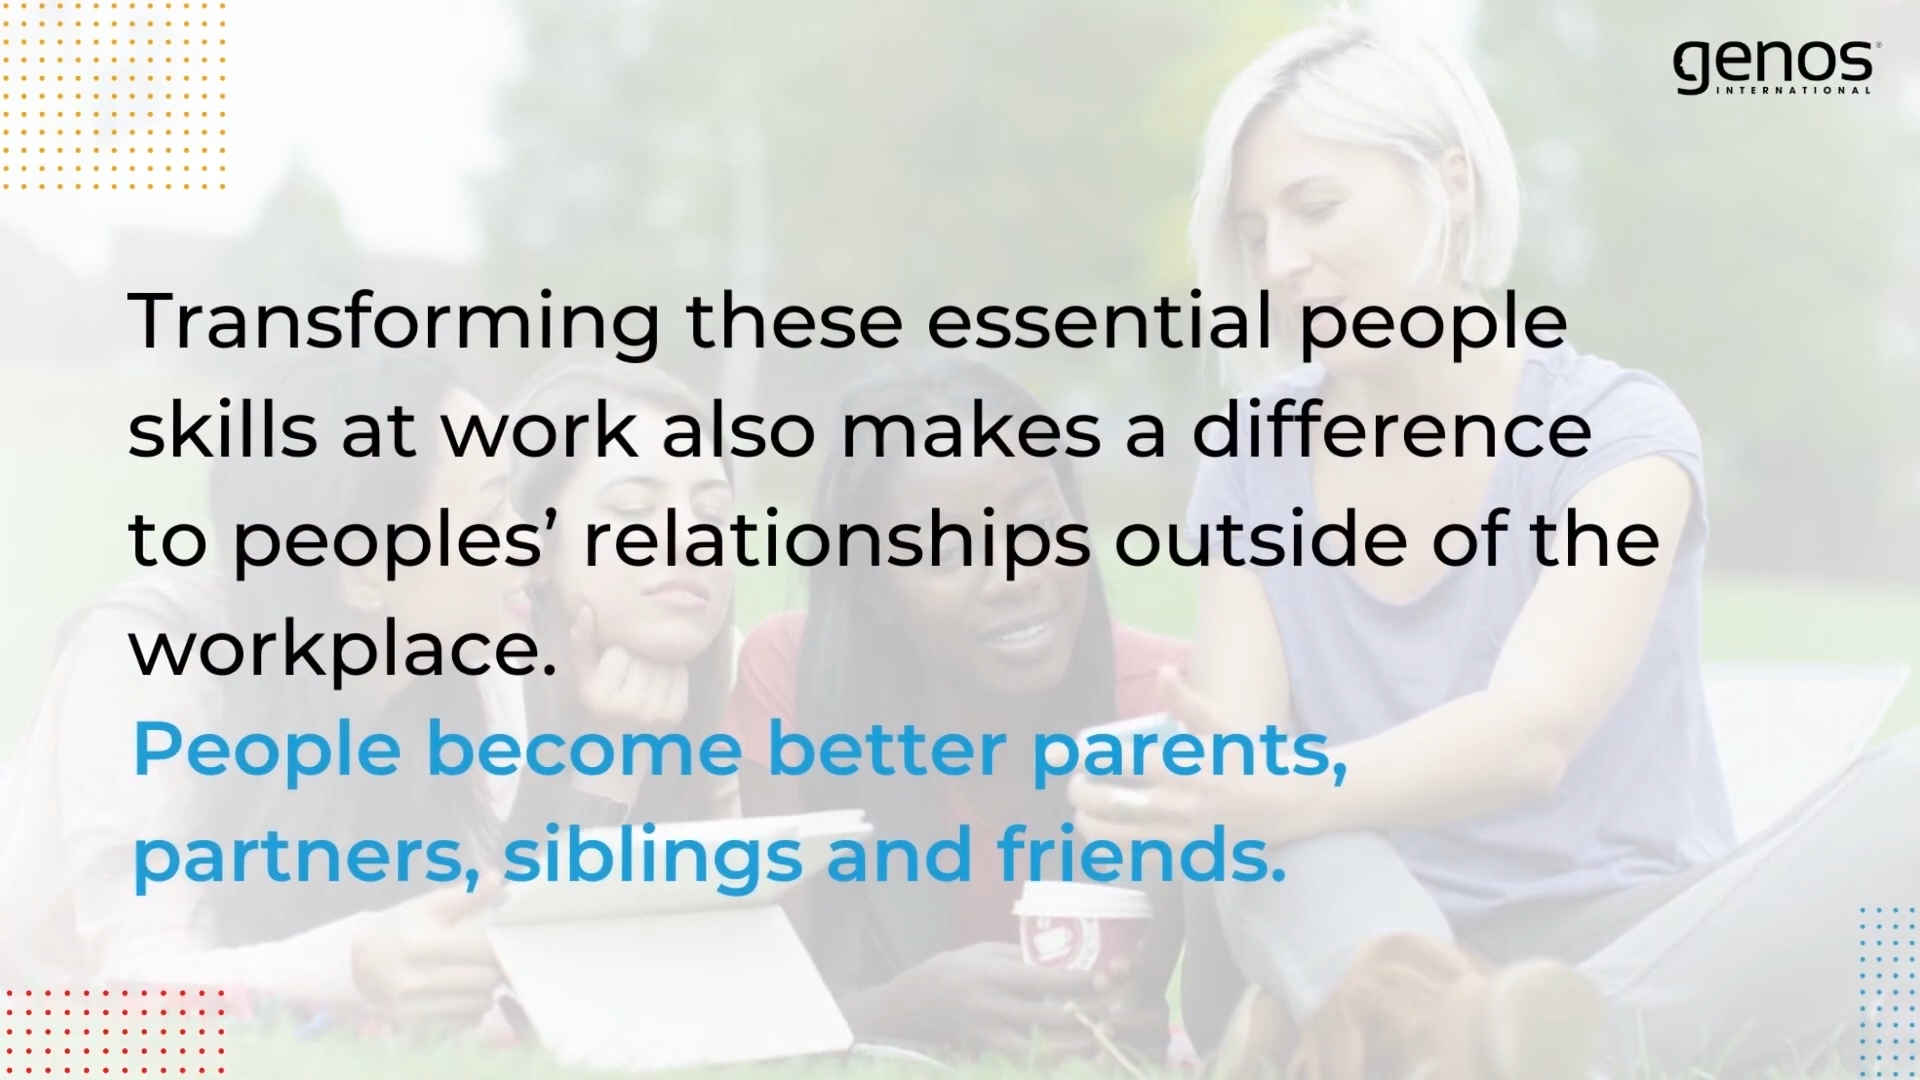 genos
INTERNATIONAL
Transforming these essential people
skills at work also makes a difference
to peoples’ relationships outside of the
workplace.
People become better parents,
partners, siblings and friends.